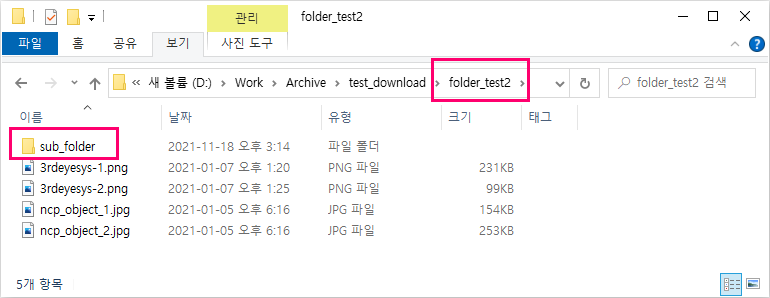 관리 folder_test2
파일 홈 공유 보기 사진 도구
« 새 볼륨 (D:) › Work › Archive › test_download › folder_test2 › folder_test2 검색
이름 날짜 유형 크기 태그
sub_folder 2021-11-18 오후 3:14 파일 폴더
3rdeyesys-1.png 2021-01-07 오후 1:20 PNG 파일 231KB
3rdeyesys-2.png 2021-01-07 오후 1:25 PNG 파일 99KB
ncp_object_1.jpg 2021-01-05 오후 6:16 JPG 파일 154KB
ncp_object_2.jpg 2021-01-05 오후 6:16 JPG 파일 253KB
5개 항목